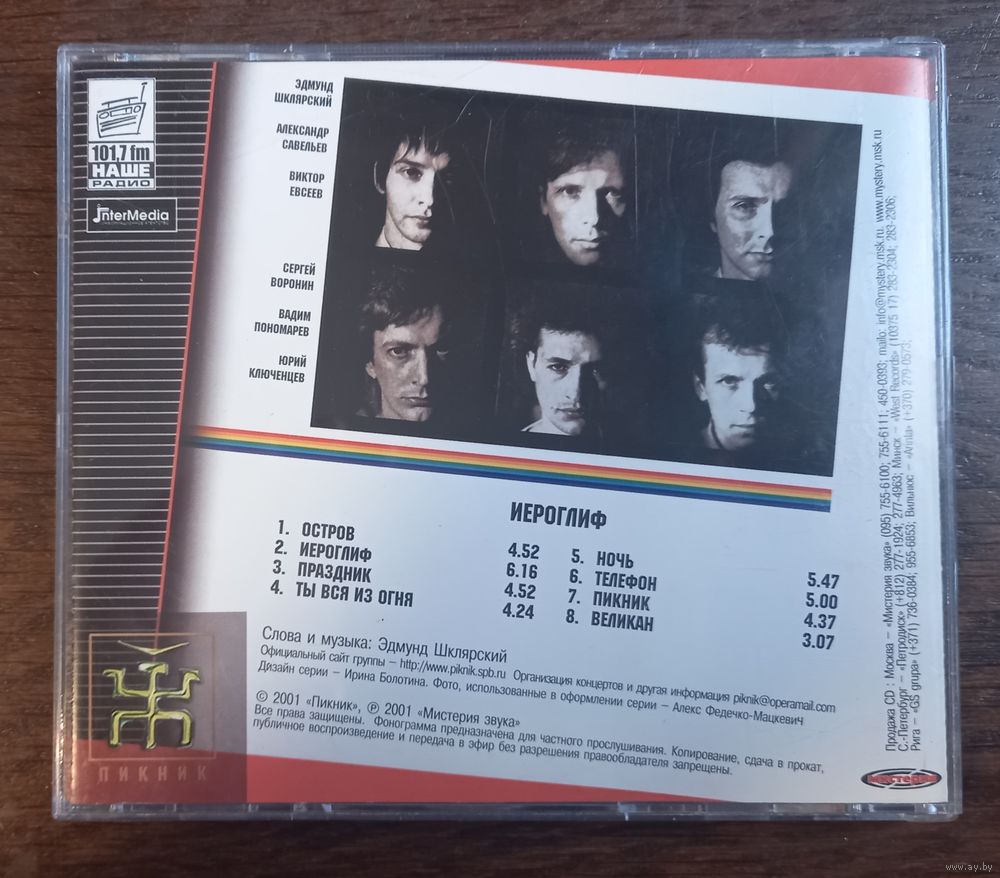 101,7 fm
НАШЕ
РАДИО
InterMedia
ЭДМУНД
ШКЛЯРСКИЙ
АЛЕКСАНДР
САВЕЛЬЕВ
ВИКТОР
ЕВСЕЕВ
СЕРГЕЙ
ВОРОНИН
ВАДИМ
ПОНОМАРЕВ
ЮРИЙ
КЛЮЧЕНЦЕВ
ИЕРОГЛИФ
1. ОСТРОВ 4.52
2. ИЕРОГЛИФ 6.16
3. ПРАЗДНИК 4.52
4. ТЫ ВСЯ ИЗ ОГНЯ 4.24
5. НОЧЬ 5.47
6. ТЕЛЕФОН 5.00
7. ПИКНИК 4.37
8. ВЕЛИКАН 3.07
Слова и музыка: Эдмунд Шклярский
Официальный сайт группы – http://www.piknik.spb.ru Организация концертов и другая информация piknik@operamail.com
Дизайн серии – Ирина Болотина. Фото, использованные в оформлении серии – Алекс Федечко-Мацкевич
© 2001 «Пикник», ℗ 2001 «Мистерия звука»
Все права защищены. Фонограмма предназначена для частного прослушивания. Копирование, сдача в прокат,
публичное воспроизведение и передача в эфир без разрешения правообладателя запрещены.
ПИКНИК
Продажа CD : Москва – «Мистерия звука» (095) 755-6100; 755-6111; 450-0393; mailo: info@mystery.msk.ru. www.mystery.msk.ru
С.-Петербург – «Петродиск» (+812) 277-1924; 277-4963; Минск – «West Records» (10375 17) 283-2304; 283-2306;
Рига – «GS grupa» (+371) 736-0384; 955-6853; Вильнюс – (+370) 279-0573;
МИСТЕРИЯ
www.ay.by